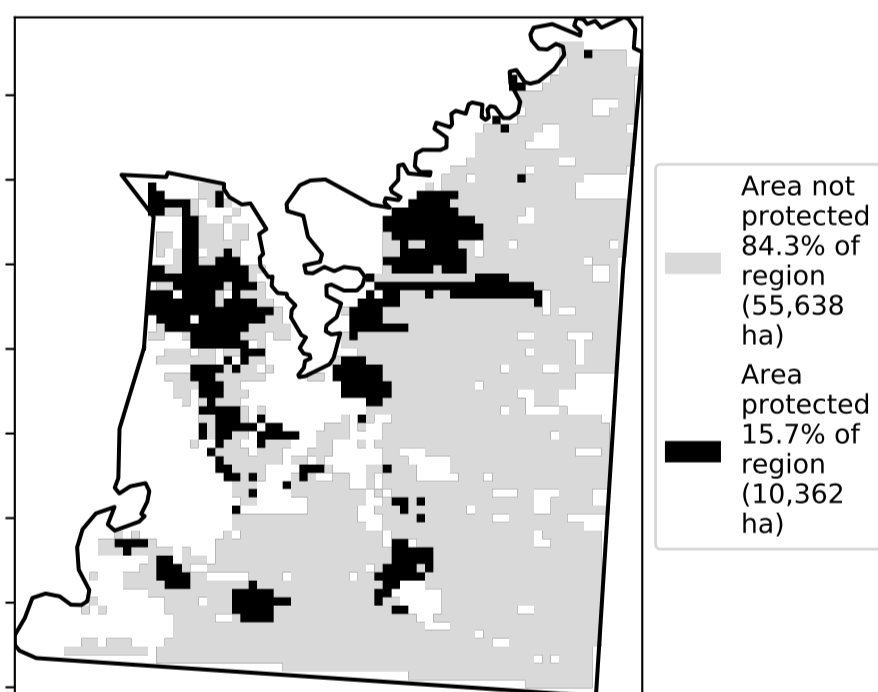 Area not
protected
84.3% of
region
(55,638
ha)
Area
protected
15.7% of
region
(10,362
ha)